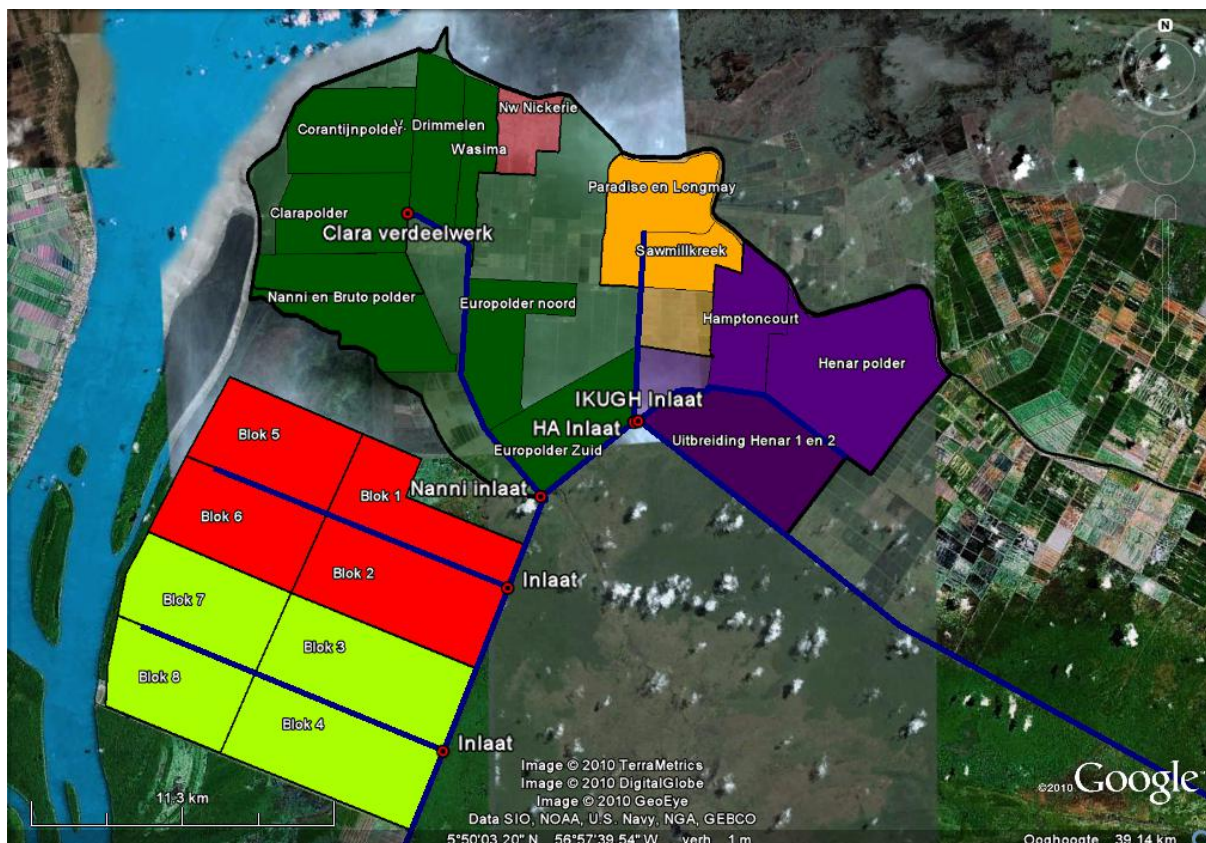 N
Nw Nickerie
Corantijnpolder
V. Drimmelen
Wasima
Paradise en Longmay
Clarapolder
Clara verdeelwerk
Sawmillkreek
Nanni en Bruto polder
Europolder noord
Hamptoncourt
Henar polder
IKUGH Inlaat
HA Inlaat
Blok 5
Uitbreiding Henar 1 en 2
Europolder Zuid
Blok 1
Nanni inlaat
Blok 6
Blok 2
Inlaat
Blok 7
Blok 3
Blok 8
Blok 4
Inlaat
Image © 2010 TerraMetrics
Image © 2010 DigitalGlobe
Image © 2010 GeoEye
Data SIO, NOAA, U.S. Navy, NGA, GEBCO
©2010 Google
11.3 km
5°50'03.20" N 56°57'39.54" W verh 1 m
Ooghoogte 39.14 km